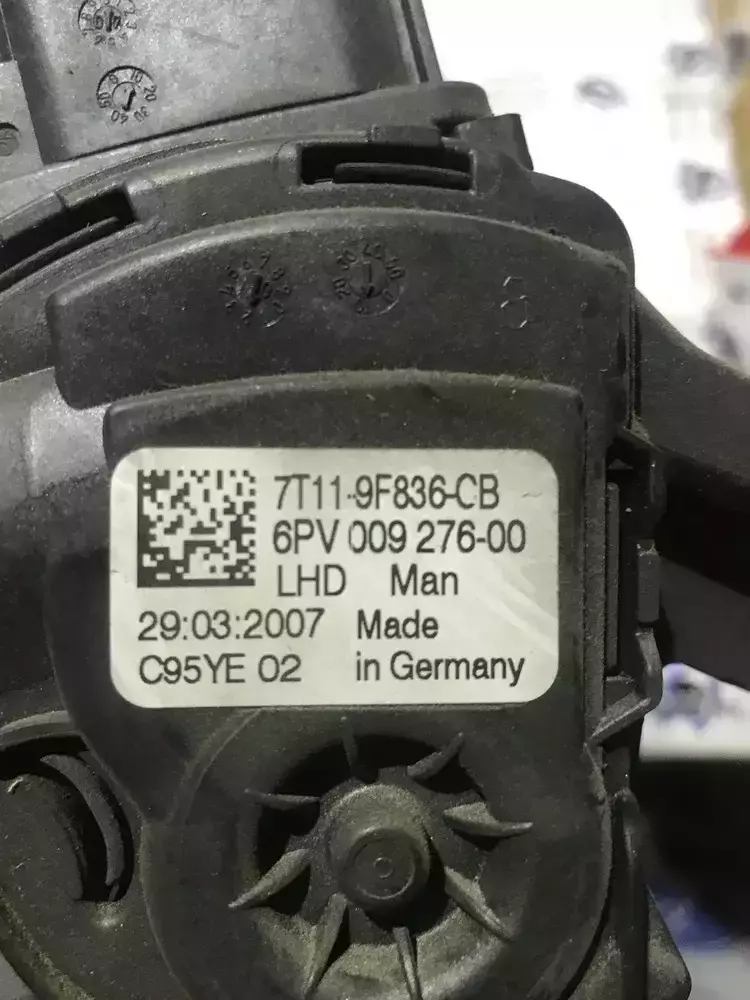 7T11-9F836-CB
6PV 009 276-00
LHD Man
29:03:2007 Made
C95YE 02 in Germany